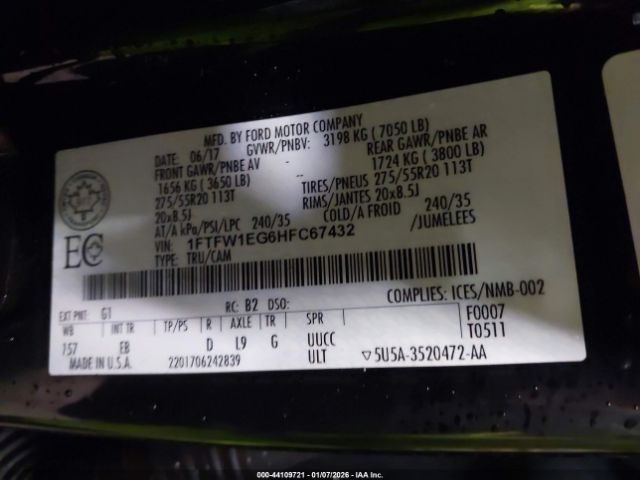 MFD. BY FORD MOTOR COMPANY
DATE: 06/17 GVWR/PNBV: 3198 KG ( 7050 LB)
FRONT GAWR/PNBE AV - REAR GAWR/PNBE AR
1656 KG ( 3650 LB) - 1724 KG ( 3800 LB)
275/55R20 113T TIRES/PNEUS 275/55R20 113T
20x8.5J RIMS/JANTES 20x8.5J
AT/A kPa/PSI/LPC 240/35 COLD/A FROID 240/35
VIN: 1FTFW1EG6HFC67432 /JUMELEES
TYPE: TRU/CAM
EC
EXT PNT: G1 RC: B2 DSO: COMPLIES: ICES/NMB-002
WB INT TR TP/PS R AXLE TR SPR F0007
157 EB D L9 G UUCC T0511
MADE IN U.S.A. 2201706242839 ULT ▽5U5A-3520472-AA
000-44109721 - 01/07/2026 - IAA Inc.